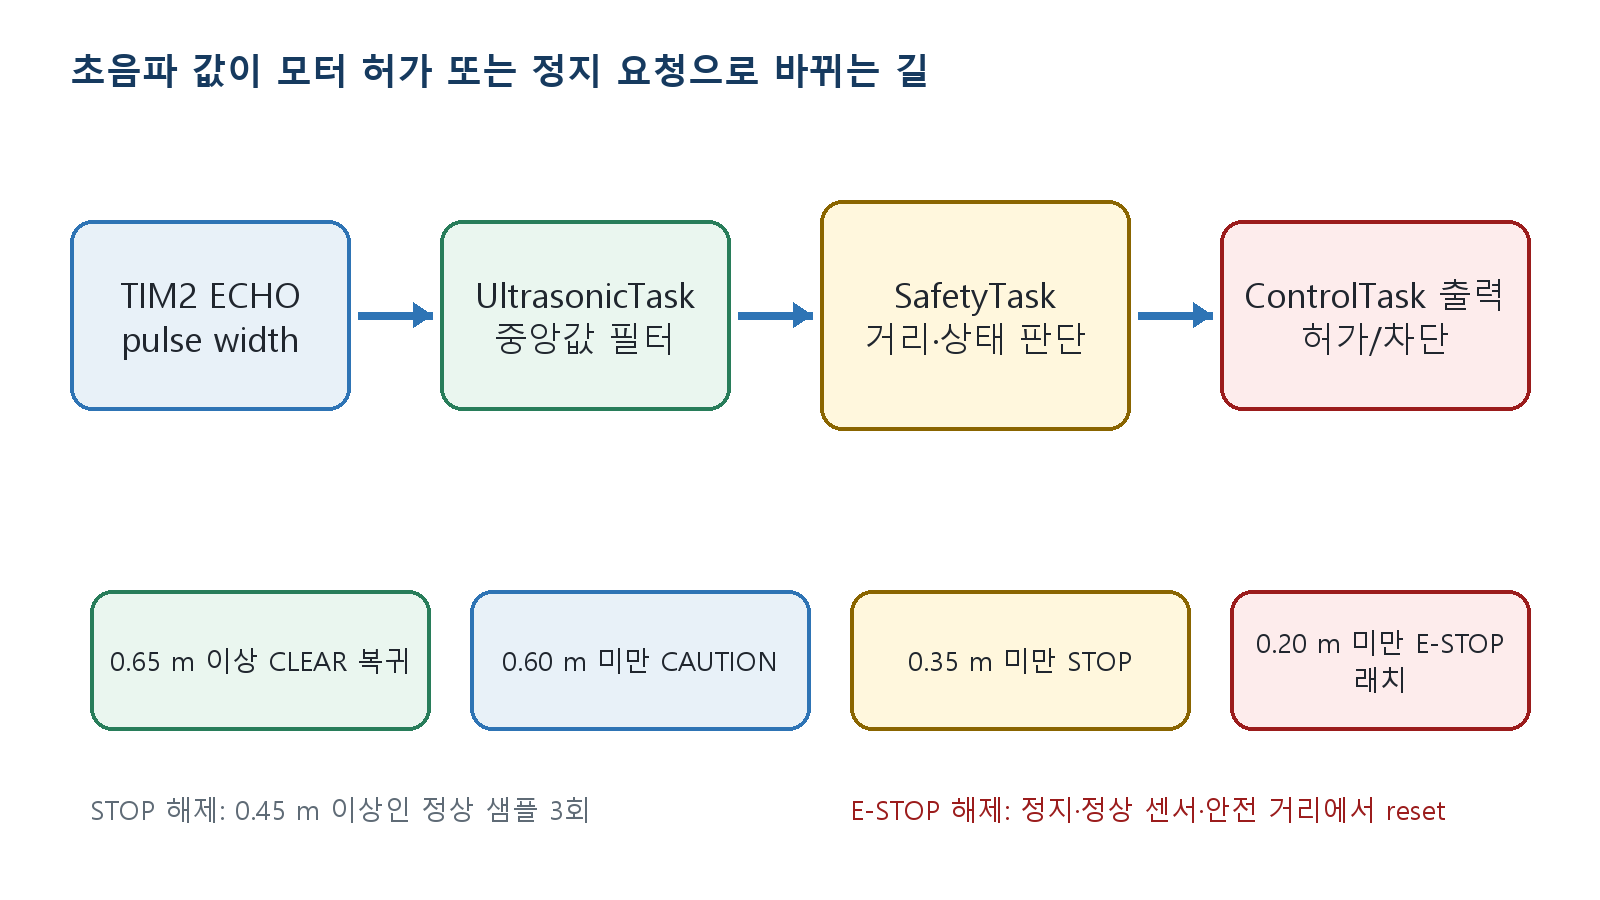 초음파 값이 모터 허가 또는 정지 요청으로 바뀌는 길
TIM2 ECHO
pulse width
UltrasonicTask
중앙값 필터
SafetyTask
거리·상태 판단
ControlTask 출력
허가/차단
0.65 m 이상 CLEAR 복귀
0.60 m 미만 CAUTION
0.35 m 미만 STOP
0.20 m 미만 E-STOP
래치
STOP 해제: 0.45 m 이상인 정상 샘플 3회
E-STOP 해제: 정지·정상 센서·안전 거리에서 reset